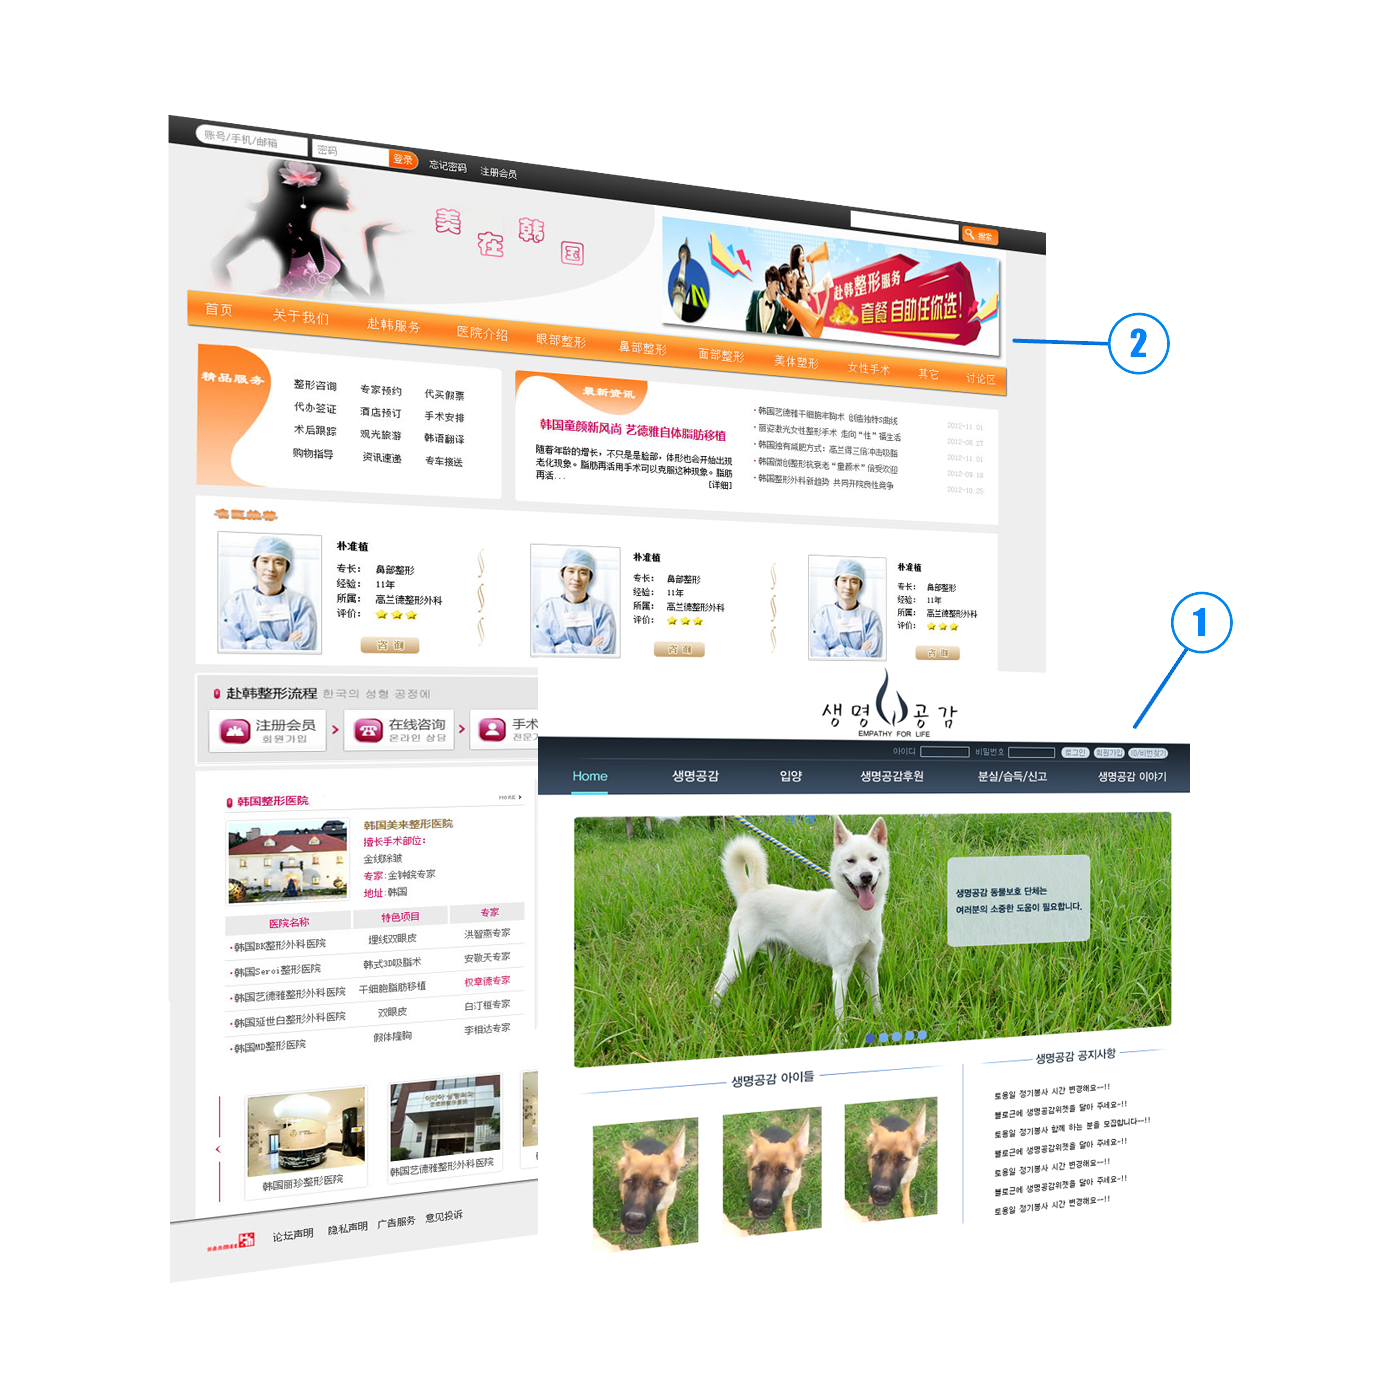 账号/手机/邮箱
密码
登录
忘记密码
注册会员
搜索
美在韩国
赴韩整形服务
套餐 自助任你选!
2
首页
关于我们
赴韩服务
医院介绍
眼部整形
鼻部整形
面部整形
美体塑形
女性手术
其它
讨论区
精品服务
整形咨询 专家预约 代买机票
代办签证 酒店预订 手术安排
术后跟踪 观光旅游 韩语翻译
购物指导 资讯速递 专车接送
最新资讯
韩国童颜新风尚 艺德雅自体脂肪移植
随着年龄的增长,不只是是脸部,体形也会开始出现
老化现象。脂肪再活用手术可以克服这种现象。脂肪
再活...
[详细]
·韩国艺德雅干细胞丰胸术 创造独特S曲线 2012-11.01
·丽姿激光女性整形手术 走向“性”福生活 2012-08 27
·韩国独有减肥方式：高兰得三倍冲击吸脂 2012-11.01
·韩国微创整形抗衰老“童颜术”倍受欢迎 2012-09.18
·韩国整形外科新趋势 共同开院良性竞争 2012-10.25
名医推荐
朴准植
专长： 鼻部整形
经验： 11年
所属： 高兰德整形外科
评价：
咨 询
朴准植
专长： 鼻部整形
经验： 11年
所属： 高兰德整形外科
评价：
咨 询
朴准植
专长： 鼻部整形
经验： 11年
所属： 高兰德整形外科
评价：
咨 询
1
赴韩整形流程 한국의 성형 공정에
注册会员
회원가입
在线咨询
온라인 상담
手术
전문가
韩国整形医院
MORE
韩国美来整形医院
擅长手术部位：
金线除皱
专家:金钟皖专家
地址:韩国
医院名称 特色项目 专家
·韩国BK整形外科医院 埋线双眼皮 洪智燕专家
·韩国Seroi整形医院 韩式3D吸脂术 安敬天专家
·韩国艺德雅整形外科医院 干细胞脂肪移植 权章德专家
·韩国延世白整形外科医院 双眼皮 白汀桓专家
·韩国MD整形医院 假体隆胸 李相达专家
韩国丽珍整形医院
韩国艺德雅整形外科医院
论坛声明
隐私声明
广告服务
意见投诉
생명공감
EMPATHY FOR LIFE
아이디
비밀번호
로그인
회원가입
ID/비번찾기
Home
생명공감
입양
생명공감후원
분실/습득/신고
생명공감 이야기
생명공감 동물보호 단체는
여러분의 소중한 도움이 필요합니다.
생명공감 아이들
생명공감 공지사항
토용일 정기봉사 시간 변경해요~~!!
블로근에 생명공감위젯을 달아 주세요~!!
토용일 정기봉사 함께 하는 분을 모집합니다~~!!
블로근에 생명공감위젯을 달아 주세요~!!
토용일 정기봉사 시간 변경해요~~!!
블로근에 생명공감위젯을 달아 주세요~!!
토용일 정기봉사 시간 변경해요~~!!